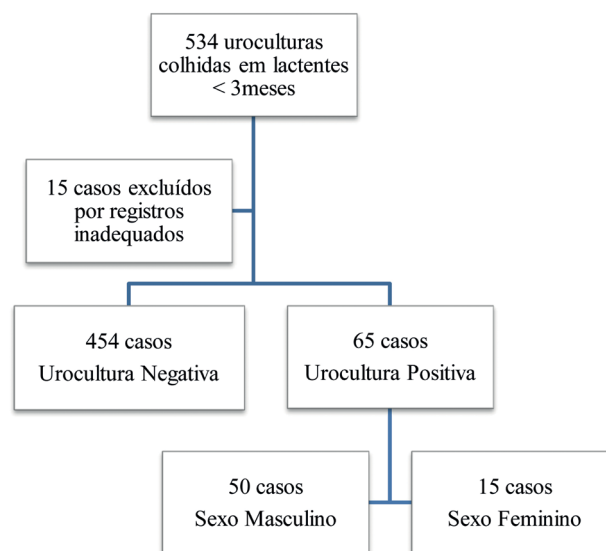 534 uroculturas
colhidas em lactentes
< 3meses
15 casos excluídos
por registros
inadequados
454 casos
Urocultura Negativa
65 casos
Urocultura Positiva
50 casos
Sexo Masculino
15 casos
Sexo Feminino